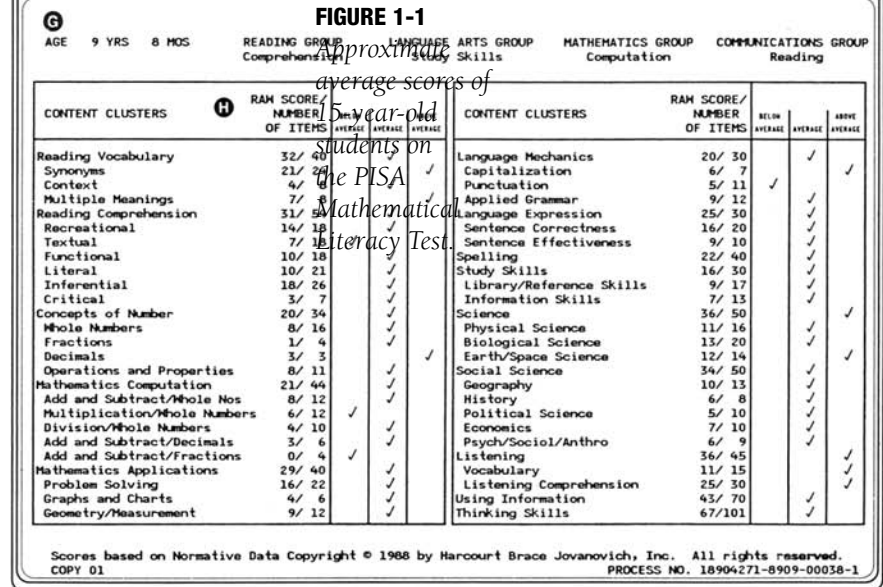 FIGURE 1-1
Approximate
average scores of
15-year-old
students on
the PISA
Mathematical
Literacy Test.
G
AGE 9 YRS 8 MOS READING GROUP LANGUAGE ARTS GROUP MATHEMATICS GROUP COMMUNICATIONS GROUP
Comprehension Study Skills Computation Reading
CONTENT CLUSTERS H RAW SCORE/ NUMBER OF ITEMS BELOW AVERAGE AVERAGE ABOVE AVERAGE
Reading Vocabulary 32/ 40 ✓
Synonyms 21/ ✓
Context 4/
Multiple Meanings 7/ ✓
Reading Comprehension 31/ 54 ✓
Recreational 14/ 18 ✓
Textual 7/ 18 ✓
Functional 10/ 18 ✓
Literal 10/ 21 ✓
Inferential 18/ 26 ✓
Critical 3/ 7 ✓
Concepts of Number 20/ 34 ✓
Whole Numbers 8/ 16 ✓
Fractions 1/ 4 ✓
Decimals 3/ 3 ✓
Operations and Properties 8/ 11 ✓
Mathematics Computation 21/ 44 ✓
Add and Subtract/Whole Nos 8/ 12 ✓
Multiplication/Whole Numbers 6/ 12 ✓
Division/Whole Numbers 4/ 10 ✓
Add and Subtract/Decimals 3/ 6 ✓
Add and Subtract/Fractions 0/ 4 ✓
Mathematics Applications 29/ 40 ✓
Problem Solving 16/ 22 ✓
Graphs and Charts 4/ 6 ✓
Geometry/Measurement 9/ 12 ✓
CONTENT CLUSTERS RAW SCORE/ NUMBER OF ITEMS BELOW AVERAGE AVERAGE ABOVE AVERAGE
Language Mechanics 20/ 30 ✓
Capitalization 6/ 7 ✓
Punctuation 5/ 11 ✓
Applied Grammar 9/ 12 ✓
Language Expression 25/ 30 ✓
Sentence Correctness 16/ 20 ✓
Sentence Effectiveness 9/ 10 ✓
Spelling 22/ 40 ✓
Study Skills 16/ 30 ✓
Library/Reference Skills 9/ 17 ✓
Information Skills 7/ 13 ✓
Science 36/ 50 ✓
Physical Science 11/ 16 ✓
Biological Science 13/ 20 ✓
Earth/Space Science 12/ 14 ✓
Social Science 34/ 50 ✓
Geography 10/ 13 ✓
History 6/ 8 ✓
Political Science 5/ 10 ✓
Economics 7/ 10 ✓
Psych/Sociol/Anthro 6/ 9 ✓
Listening 36/ 45 ✓
Vocabulary 11/ 15 ✓
Listening Comprehension 25/ 30 ✓
Using Information 43/ 70 ✓
Thinking Skills 67/101 ✓
Scores based on Normative Data Copyright © 1988 by Harcourt Brace Jovanovich, Inc. All rights reserved.
COPY 01 PROCESS NO. 18904271-8909-00038-1